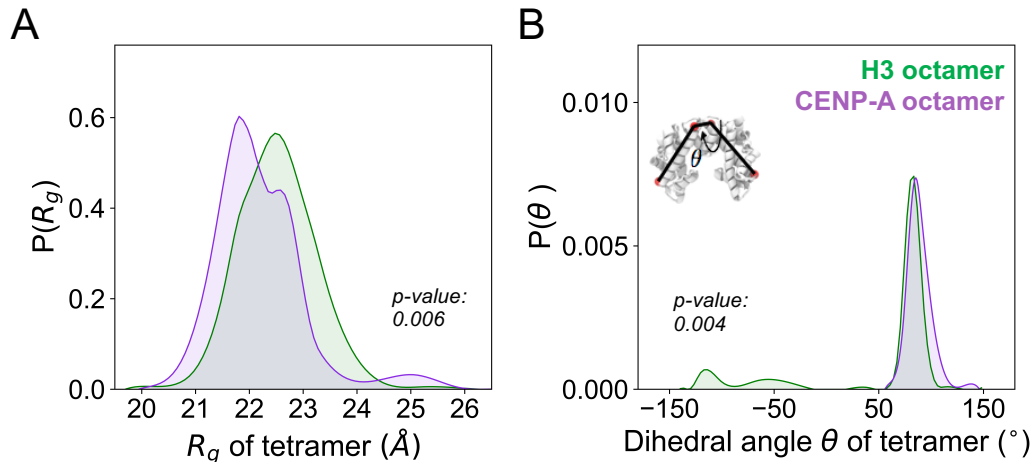 A
P(Rg)
0.6
0.4
0.2
0.0
p-value:
0.006
20 21 22 23 24 25 26
Rg of tetramer (Å)
B
H3 octamer
CENP-A octamer
P(θ)
0.010
0.005
0.000
θ
p-value:
0.004
−150 −50 50 150
Dihedral angle θ of tetramer (°)